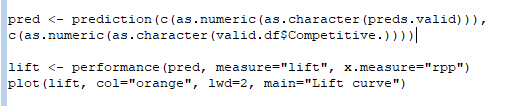 pred <- prediction(c(as.numeric(as.character(preds.valid))),
c(as.numeric(as.character(valid.df$Competitive.))))
lift <- performance(pred, measure="lift", x.measure="rpp")
plot(lift, col="orange", lwd=2, main="Lift curve")